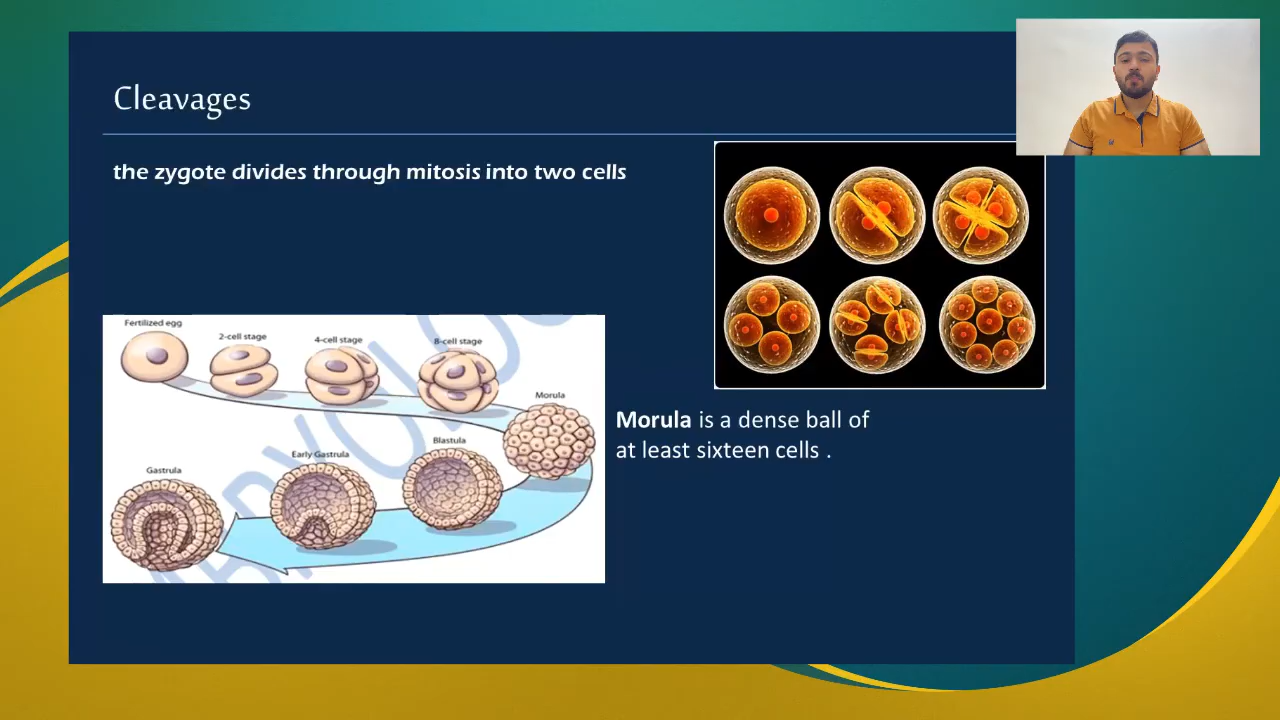 Cleavages
the zygote divides through mitosis into two cells
Fertilized egg
2-cell stage
4-cell stage
8-cell stage
Morula
Blastula
Early Gastrula
Gastrula
Morula is a dense ball of
at least sixteen cells .